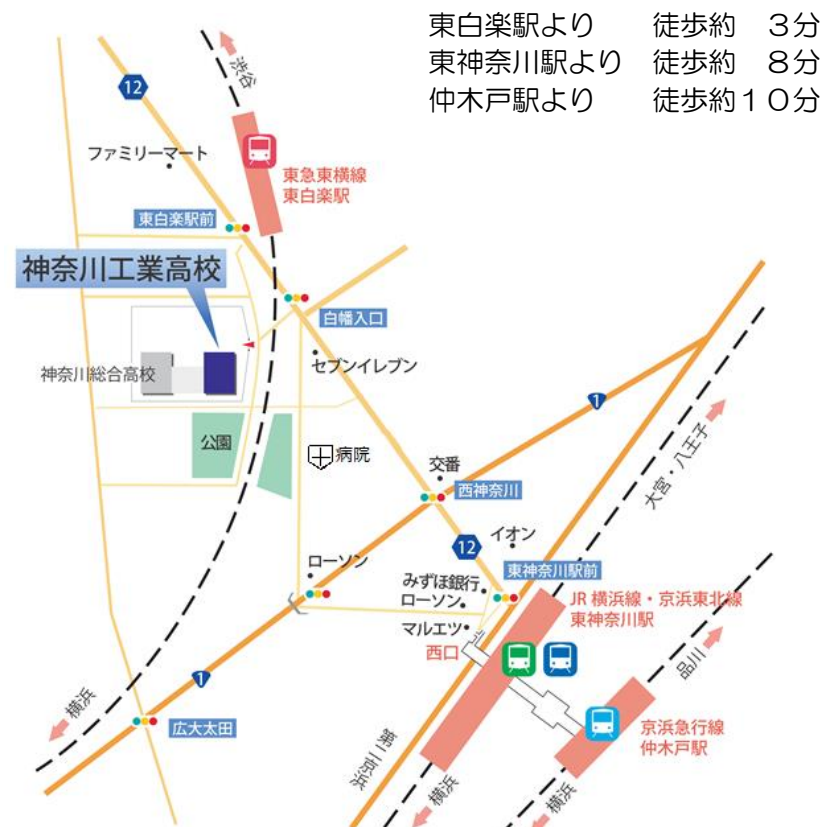 東白楽駅より　　徒歩約　３分
東神奈川駅より　徒歩約　８分
仲木戸駅より　　徒歩約１０分
渋谷
12
ファミリーマート
東急東横線
東白楽駅
東白楽駅前
神奈川工業高校
白幡入口
セブンイレブン
神奈川総合高校
1
大宮・八王子
公園
病院
交番
西神奈川
12
イオン
ローソン
東神奈川駅前
みずほ銀行
ローソン
JR 横浜線・京浜東北線
東神奈川駅
マルエツ
西口
品川
1
横浜
広大太田
京浜急行線
仲木戸駅
第二京浜
横浜
横浜